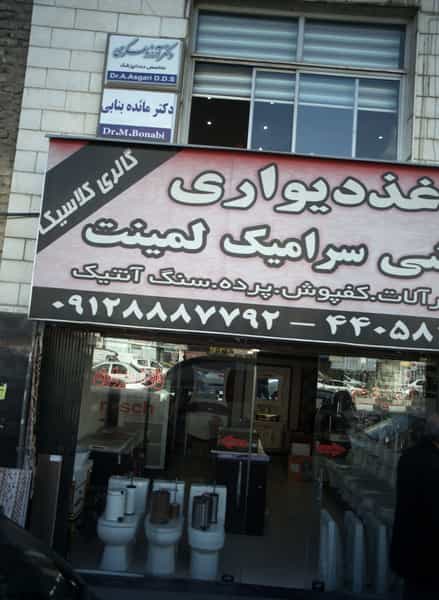 Dr.A.Asgari D.D.S
دکتر مائده بنابی
Dr.M.Bonabi
گالری کلاسیک
غذدیواری
سرامیک لمینت
آلات.کفپوش.پرده.سنگ آنتیک
۰۹۱۲۸۸۸۷۷۹۲ – ۴۴۰۵۸